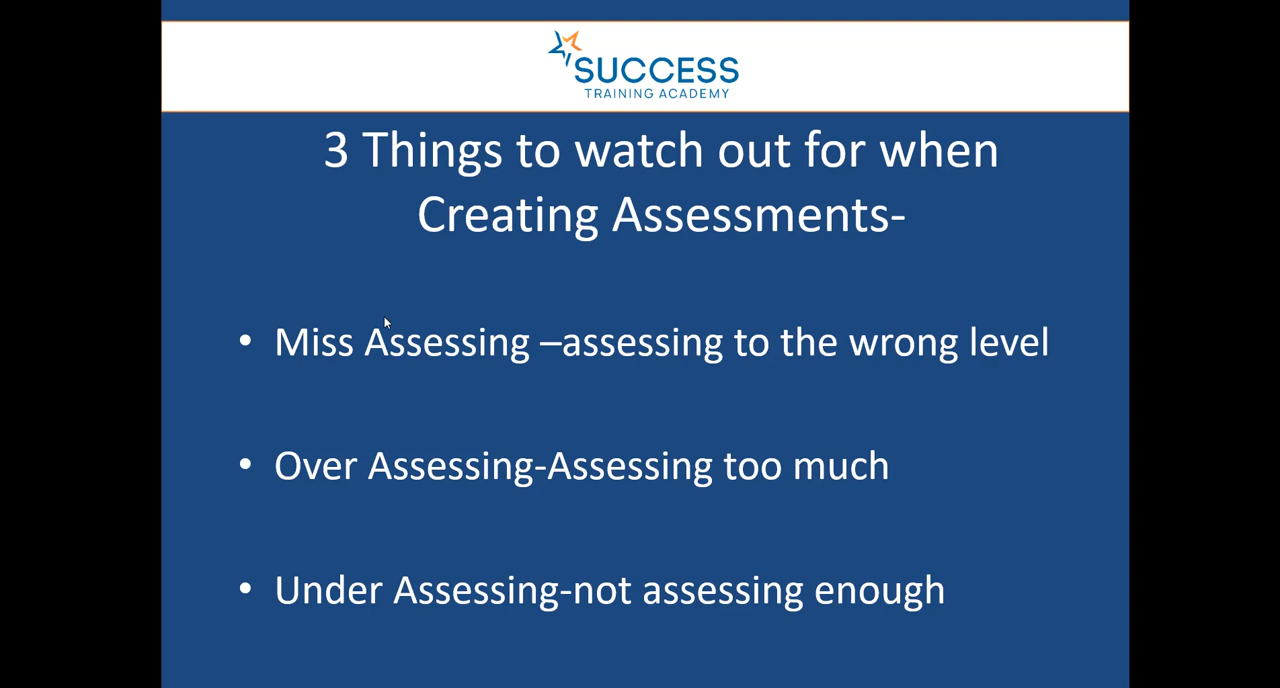 SUCCESS
TRAINING ACADEMY
3 Things to watch out for when
Creating Assessments-
• Miss Assessing –assessing to the wrong level
• Over Assessing-Assessing too much
• Under Assessing-not assessing enough